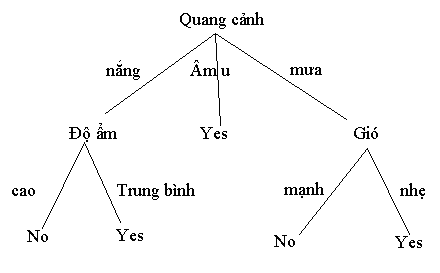 Quang cảnh
nắng Âm u mưa
Độ ẩm Yes Gió
cao Trung bình mạnh nhẹ
No Yes No Yes